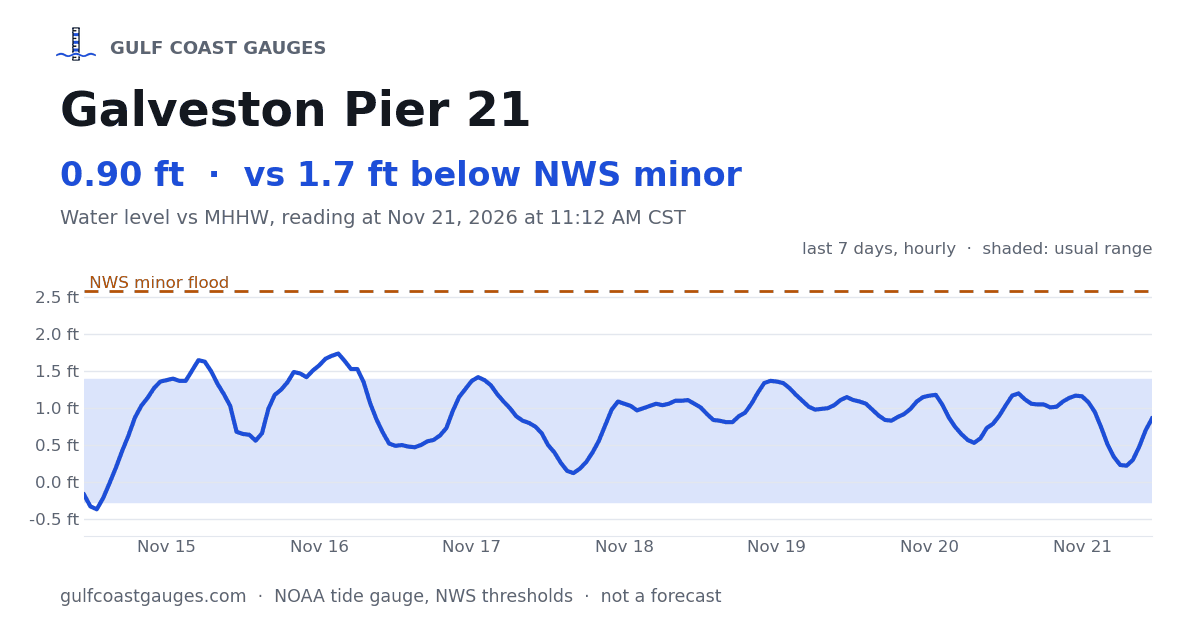 GULF COAST GAUGES
Galveston Pier 21
0.90 ft · vs 1.7 ft below NWS minor
Water level vs MHHW, reading at Nov 21, 2026 at 11:12 AM CST
last 7 days, hourly · shaded: usual range
NWS minor flood
2.5 ft
2.0 ft
1.5 ft
1.0 ft
0.5 ft
0.0 ft
-0.5 ft
Nov 15 Nov 16 Nov 17 Nov 18 Nov 19 Nov 20 Nov 21
gulfcoastgauges.com · NOAA tide gauge, NWS thresholds · not a forecast